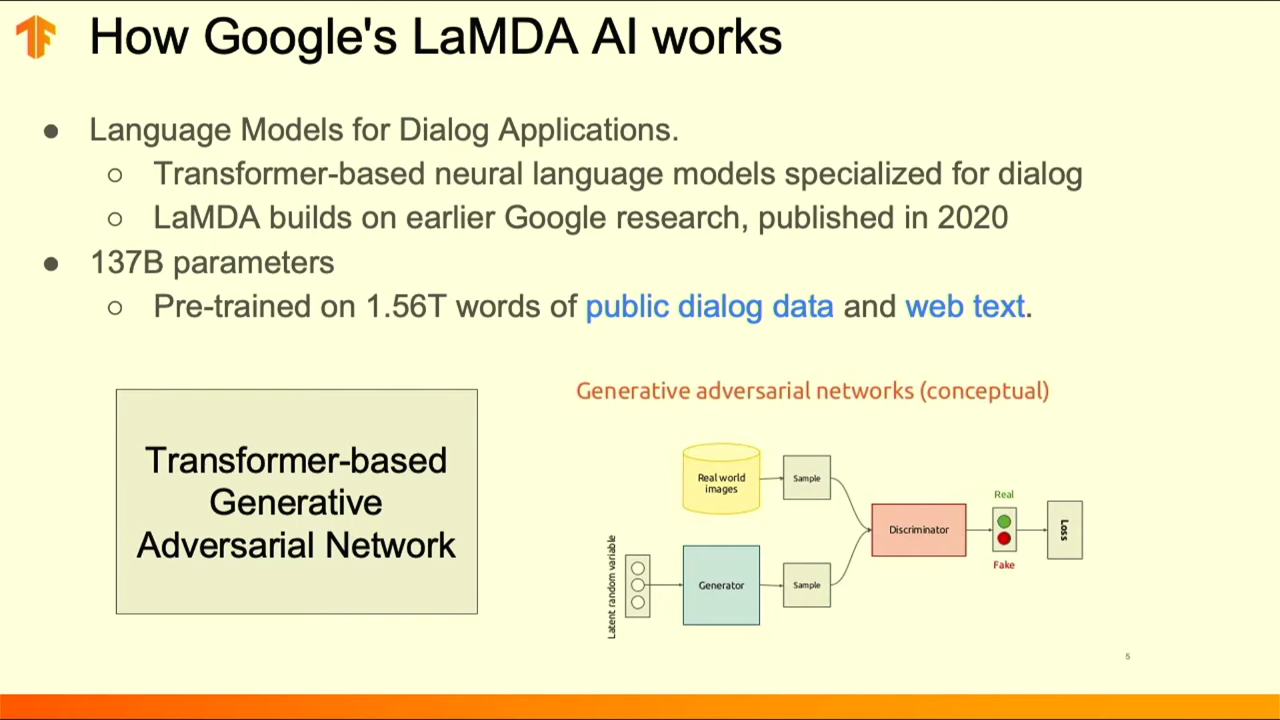 How Google's LaMDA AI works
● Language Models for Dialog Applications.
○ Transformer-based neural language models specialized for dialog
○ LaMDA builds on earlier Google research, published in 2020
● 137B parameters
○ Pre-trained on 1.56T words of public dialog data and web text.
Transformer-based
Generative
Adversarial Network
Generative adversarial networks (conceptual)
Real world
images
Sample
Latent random variable
Generator
Sample
Discriminator
Real
Fake
Loss
5